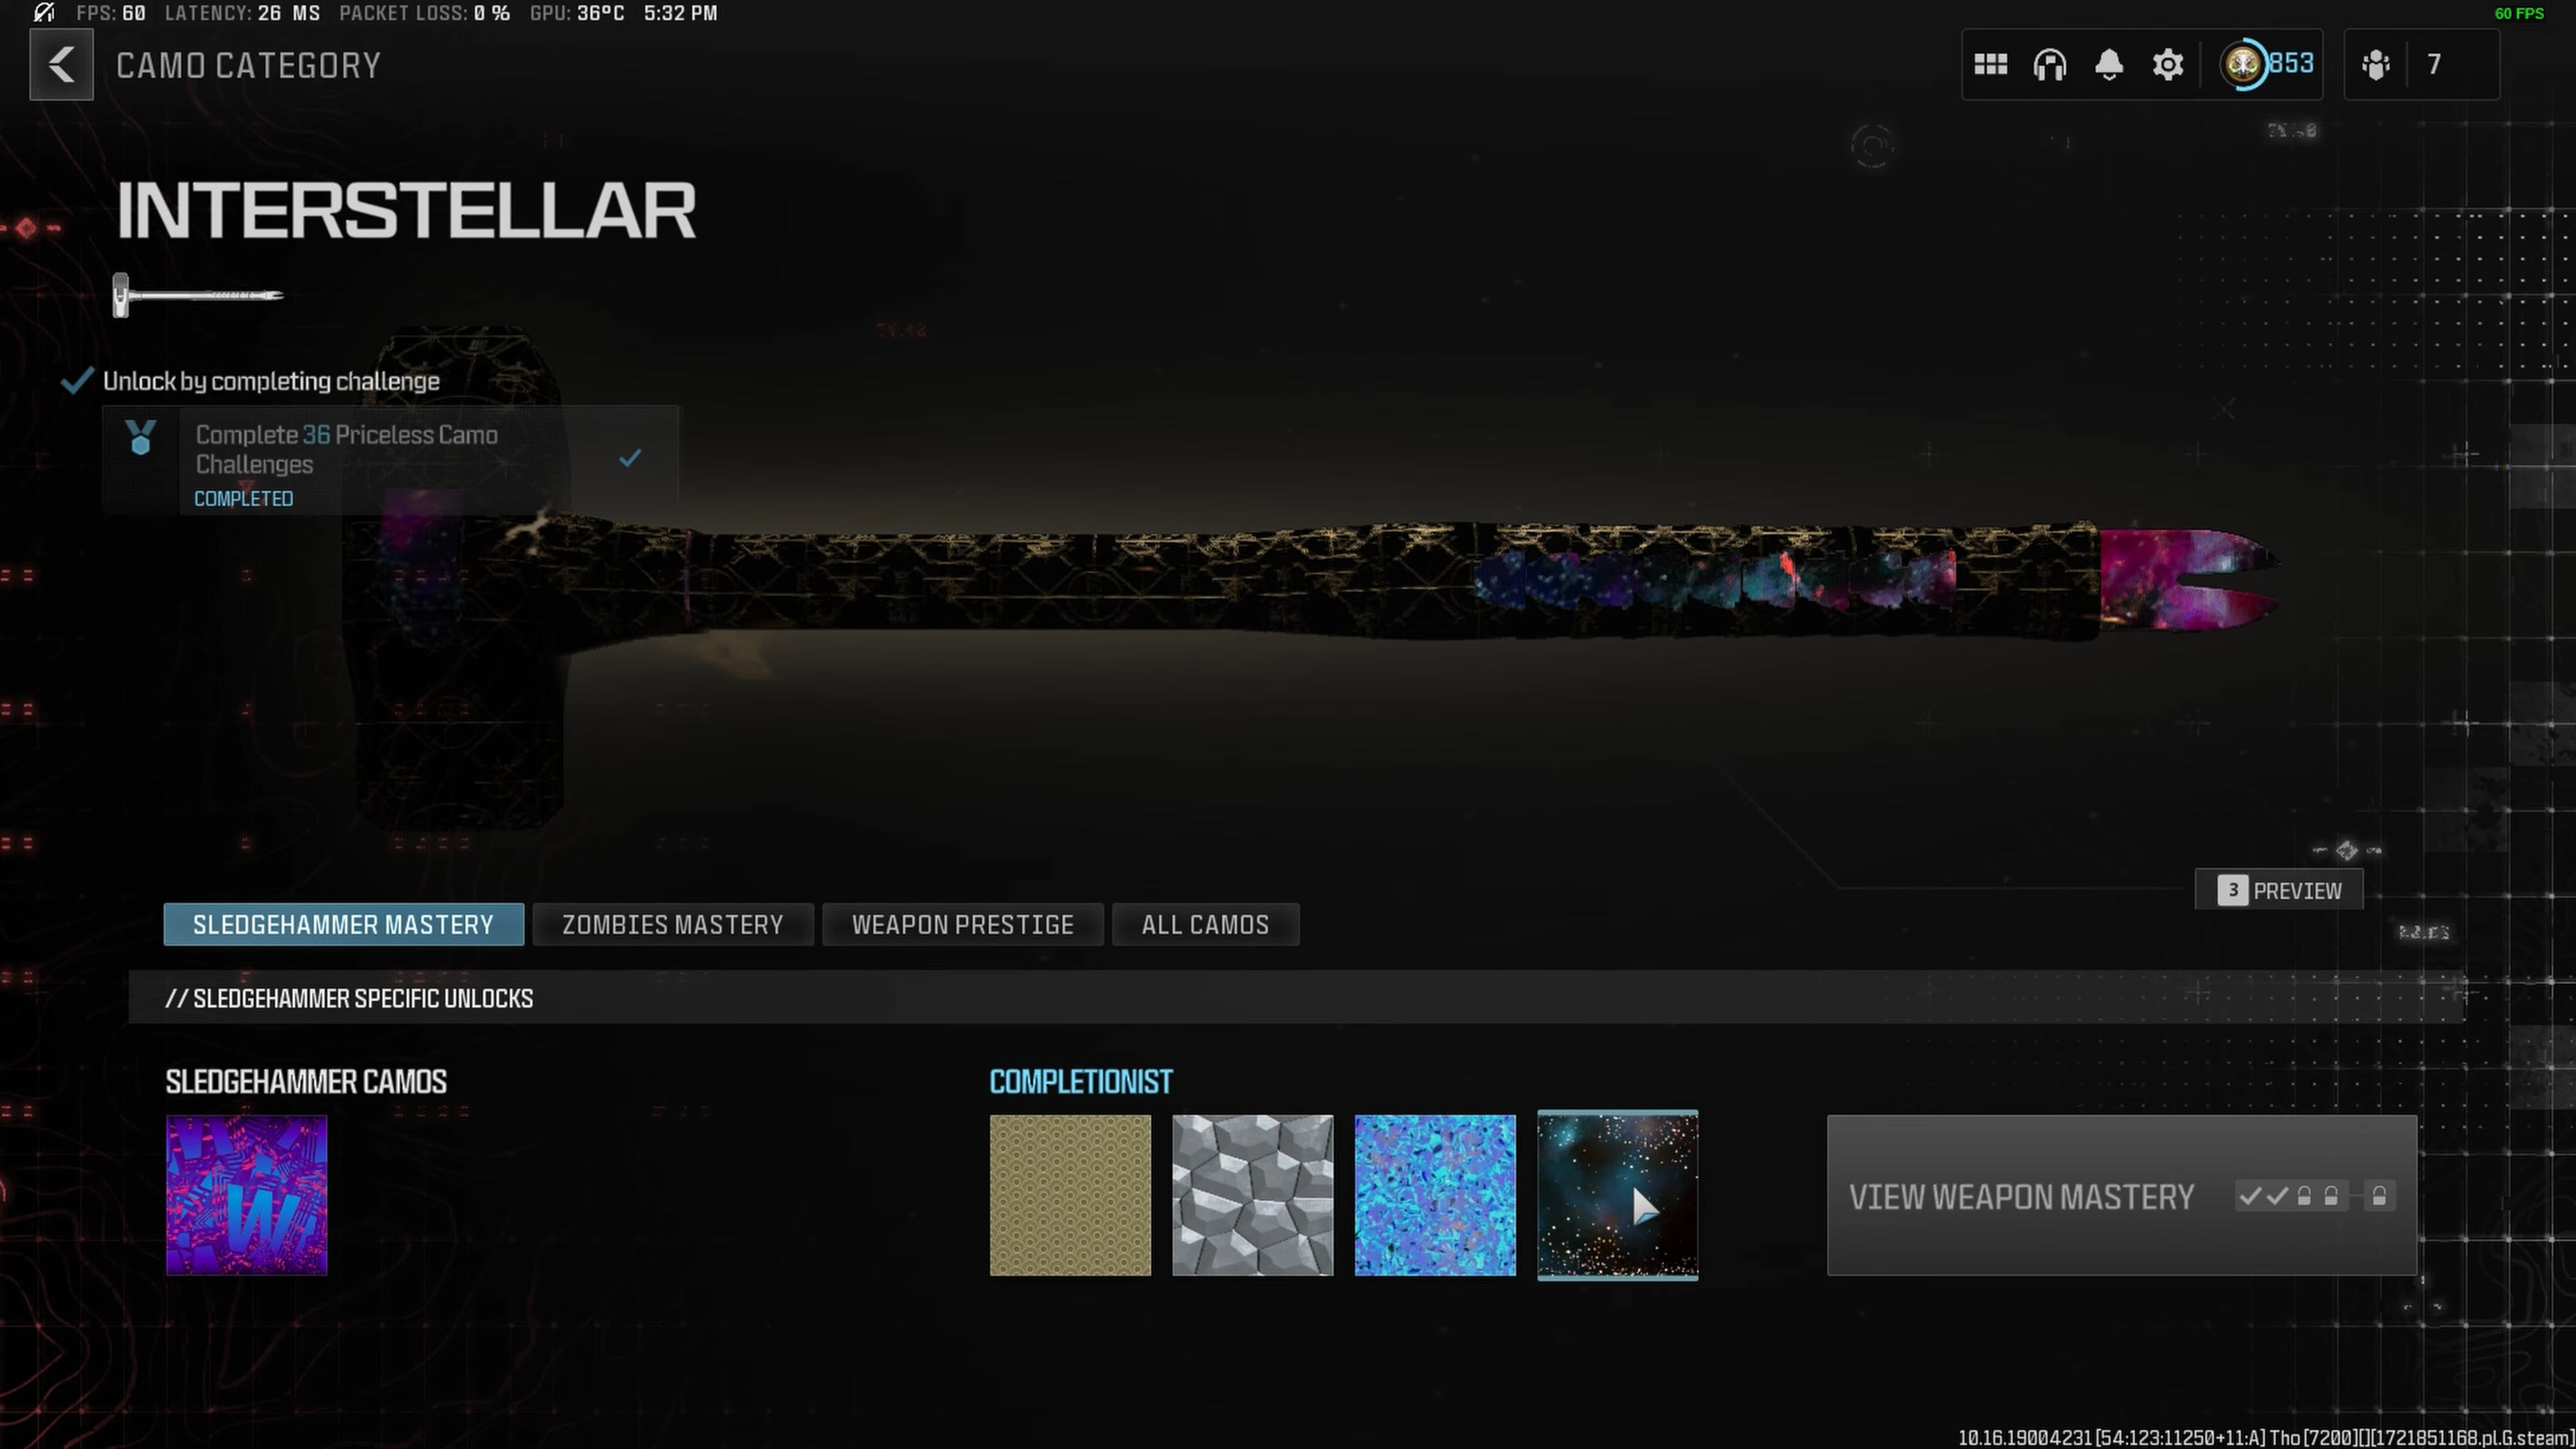 FPS: 60 LATENCY: 26 MS PACKET LOSS: 0 % GPU: 36ºC 5:32 PM
60 FPS
CAMO CATEGORY
853
7
INTERSTELLAR
Unlock by completing challenge
Complete 36 Priceless Camo
Challenges
COMPLETED
3 PREVIEW
SLEDGEHAMMER MASTERY ZOMBIES MASTERY WEAPON PRESTIGE ALL CAMOS
// SLEDGEHAMMER SPECIFIC UNLOCKS
SLEDGEHAMMER CAMOS
COMPLETIONIST
W
VIEW WEAPON MASTERY
10.16.19004231 [54:123:11250+11:A] Tho [7200][][1721851168.pl.G.steam]